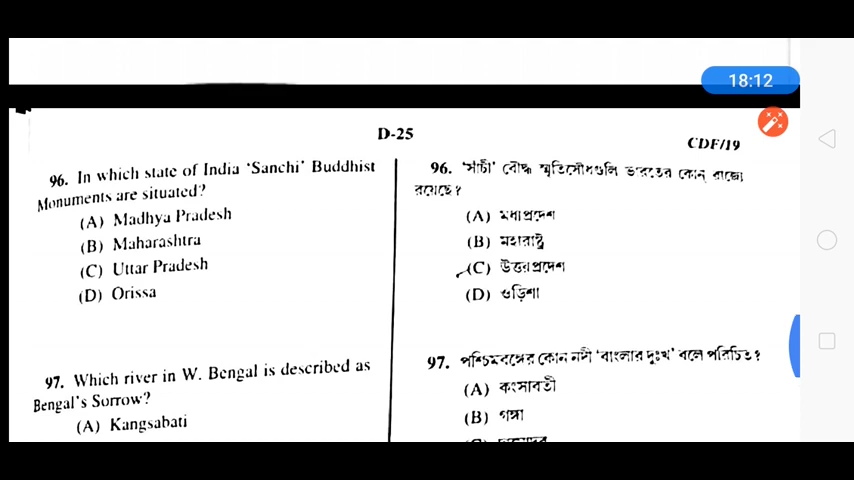 18:12
D-25
CDF/19
96. In which state of India ‘Sanchi’ Buddhist
Monuments are situated?
(A) Madhya Pradesh
(B) Maharashtra
(C) Uttar Pradesh
(D) Orissa
97. Which river in W. Bengal is described as
Bengal's Sorrow?
(A) Kangsabati
96. ‘সাঁচী’ বৌদ্ধ স্মৃতিসৌধগুলি ভারতের কোন্ রাজ্যে
রয়েছে?
(A) মধ্যপ্রদেশ
(B) মহারাষ্ট্র
(C) উত্তরপ্রদেশ
(D) ওড়িশা
97. পশ্চিমবঙ্গের কোন নদী ‘বাংলার দুঃখ’ বলে পরিচিত?
(A) কংসাবতী
(B) গঙ্গা